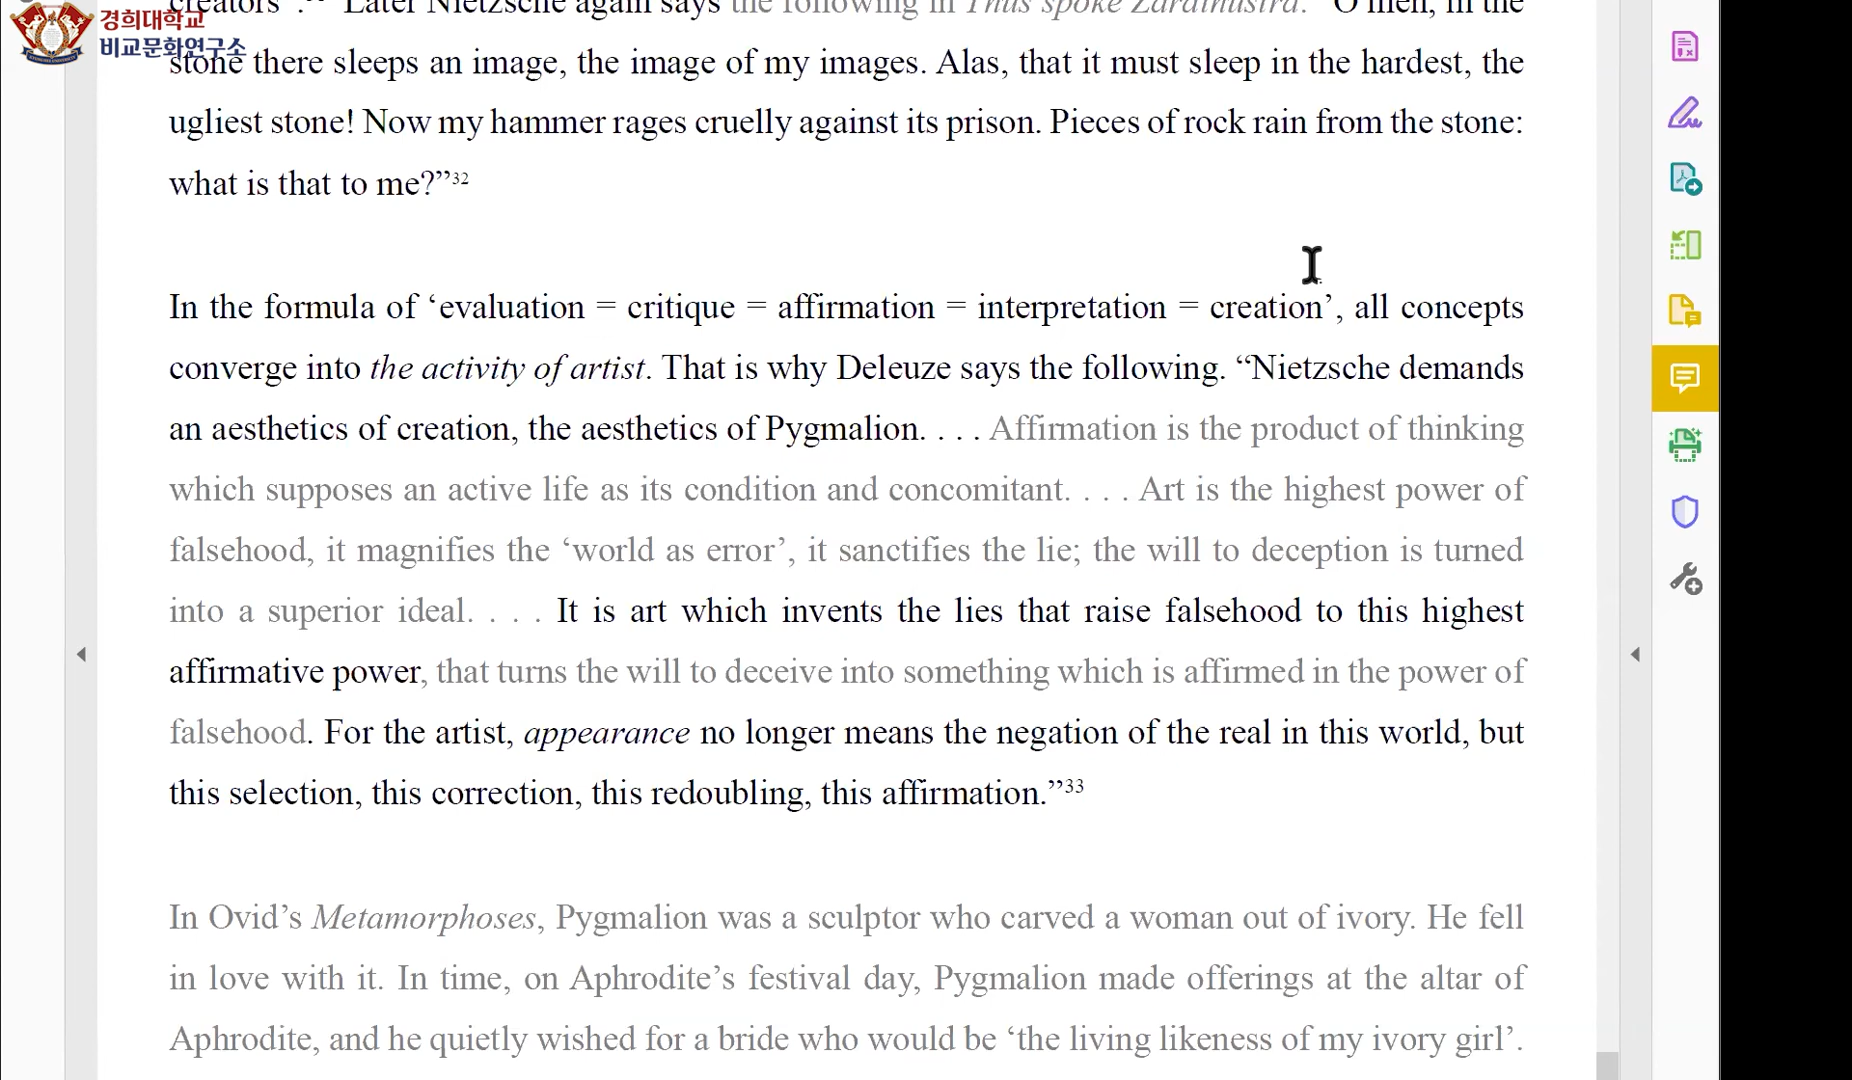 경희대학교
비교문화연구소
creators’.³¹ Later Nietzsche again says the following in Thus spoke Zarathustra. “O men, in the
stone there sleeps an image, the image of my images. Alas, that it must sleep in the hardest, the
ugliest stone! Now my hammer rages cruelly against its prison. Pieces of rock rain from the stone:
what is that to me?”³²
In the formula of ‘evaluation = critique = affirmation = interpretation = creation’, all concepts
converge into the activity of artist. That is why Deleuze says the following. “Nietzsche demands
an aesthetics of creation, the aesthetics of Pygmalion. . . . Affirmation is the product of thinking
which supposes an active life as its condition and concomitant. . . . Art is the highest power of
falsehood, it magnifies the ‘world as error’, it sanctifies the lie; the will to deception is turned
into a superior ideal. . . . It is art which invents the lies that raise falsehood to this highest
affirmative power, that turns the will to deceive into something which is affirmed in the power of
falsehood. For the artist, appearance no longer means the negation of the real in this world, but
this selection, this correction, this redoubling, this affirmation.”³³
In Ovid’s Metamorphoses, Pygmalion was a sculptor who carved a woman out of ivory. He fell
in love with it. In time, on Aphrodite’s festival day, Pygmalion made offerings at the altar of
Aphrodite, and he quietly wished for a bride who would be ‘the living likeness of my ivory girl’.